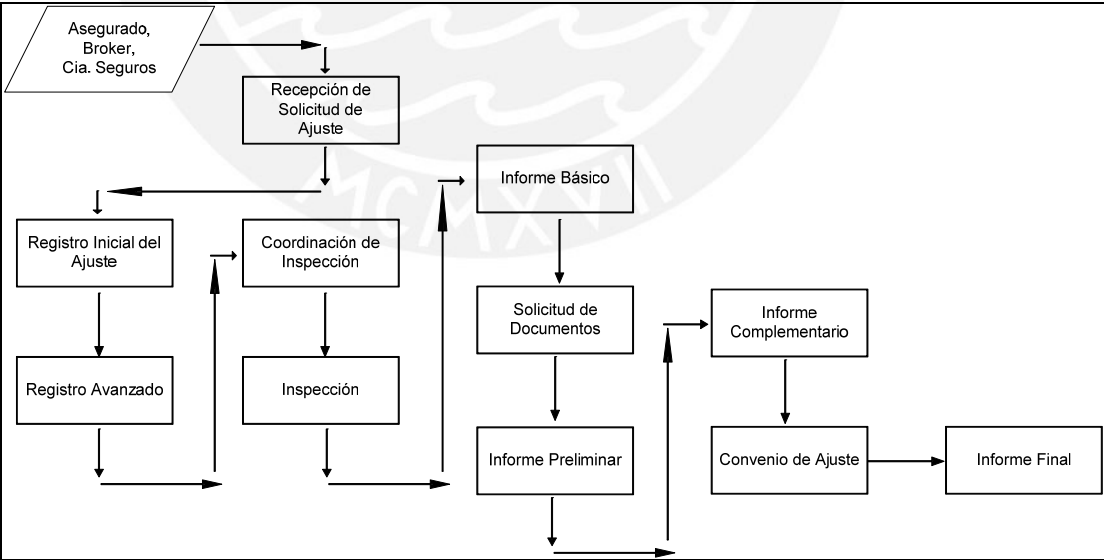 Asegurado,
Broker,
Cia. Seguros
Recepción de
Solicitud de
Ajuste
Registro Inicial del
Ajuste
Registro Avanzado
Coordinación de
Inspección
Inspección
Informe Básico
Solicitud de
Documentos
Informe Preliminar
Informe
Complementario
Convenio de Ajuste
Informe Final
MCMXVII